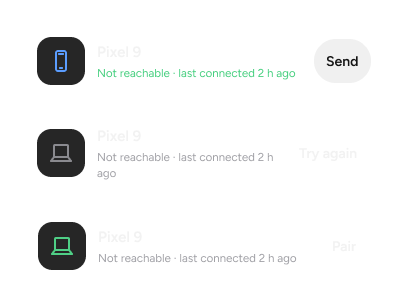 Pixel 9
Not reachable · last connected 2 h ago
Send
Pixel 9
Not reachable · last connected 2 h
ago
Try again
Pixel 9
Not reachable · last connected 2 h ago
Pair